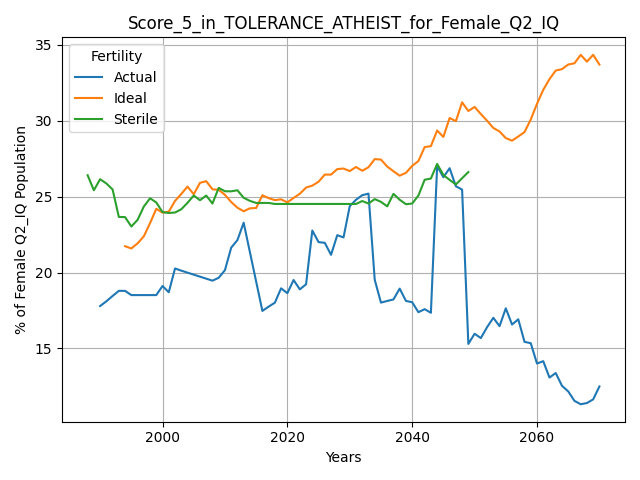 Score_5_in_TOLERANCE_ATHEIST_for_Female_Q2_IQ
Fertility
Actual
Ideal
Sterile
% of Female Q2_IQ Population
35
30
25
20
15
2000
2020
2040
2060
Years